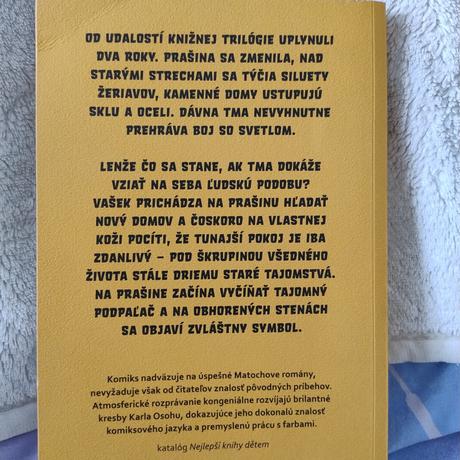 OD UDALOSTÍ KNIŽNEJ TRILÓGIE UPLYNULI
DVA ROKY. PRAŠINA SA ZMENILA, NAD
STARÝMI STRECHAMI SA TÝČIA SILUETY
ŽERIAVOV, KAMENNÉ DOMY USTUPUJÚ
SKLU A OCELI. DÁVNA TMA NEVYHNUTNE
PREHRÁVA BOJ SO SVETLOM.
LENŽE ČO SA STANE, AK TMA DOKÁŽE
VZIAŤ NA SEBA ĽUDSKÚ PODOBU?
VAŠEK PRICHÁDZA NA PRAŠINU HĽADAŤ
NOVÝ DOMOV A ČOSKORO NA VLASTNEJ
KOŽI POCÍTI, ŽE TUNAJŠÍ POKOJ JE IBA
ZDANLIVÝ – POD ŠKRUPINOU VŠEDNÉHO
ŽIVOTA STÁLE DRIEMU STARÉ TAJOMSTVÁ.
NA PRAŠINE ZAČÍNA VYČÍŇAŤ TAJOMNÝ
PODPAĽAČ A NA OBHORENÝCH STENÁCH
SA OBJAVÍ ZVLÁŠTNY SYMBOL.
Komiks nadväzuje na úspešné Matochove romány,
nevyžaduje však od čitateľov znalosť pôvodných príbehov.
Atmosferické rozprávanie kongeniálne rozvíjajú brilantné
kresby Karla Osohu, dokazujúce jeho dokonalú znalosť
komiksového jazyka a premyslenú prácu s farbami.
katalóg Nejlepší knihy dětem